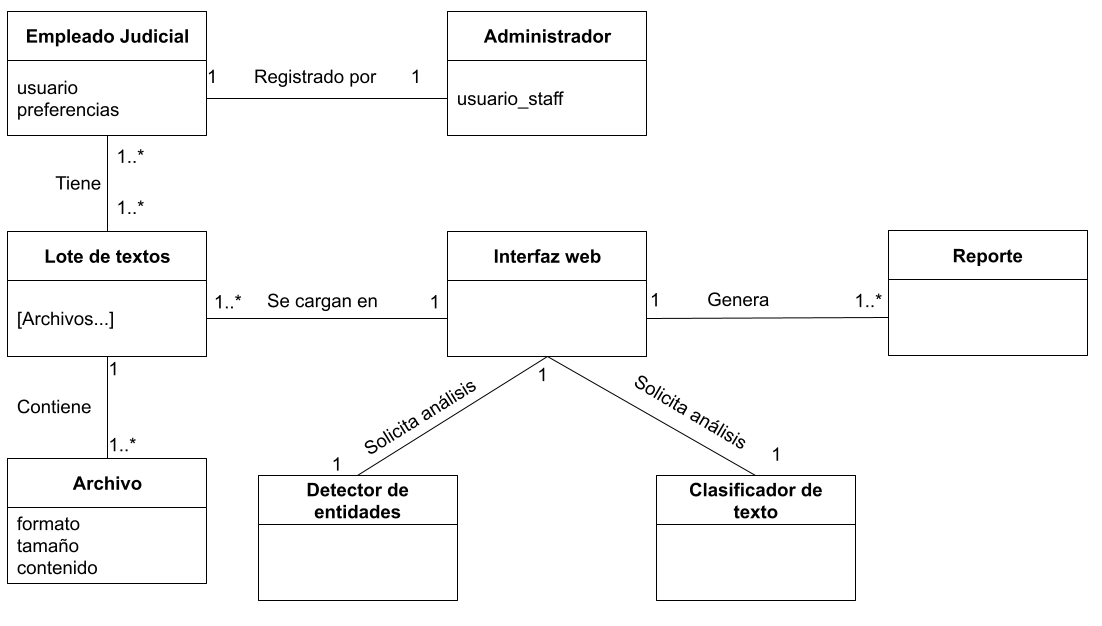 Empleado Judicial
usuario
preferencias
1
Registrado por
1
Administrador
usuario_staff
1..*
Tiene
1..*
Lote de textos
[Archivos...]
1..*
Se cargan en
1
Interfaz web
1
Genera
1..*
Reporte
1
Contiene
1..*
Archivo
formato
tamaño
contenido
1
Solicita análisis
1
Detector de
entidades
Solicita análisis
1
Clasificador de
texto